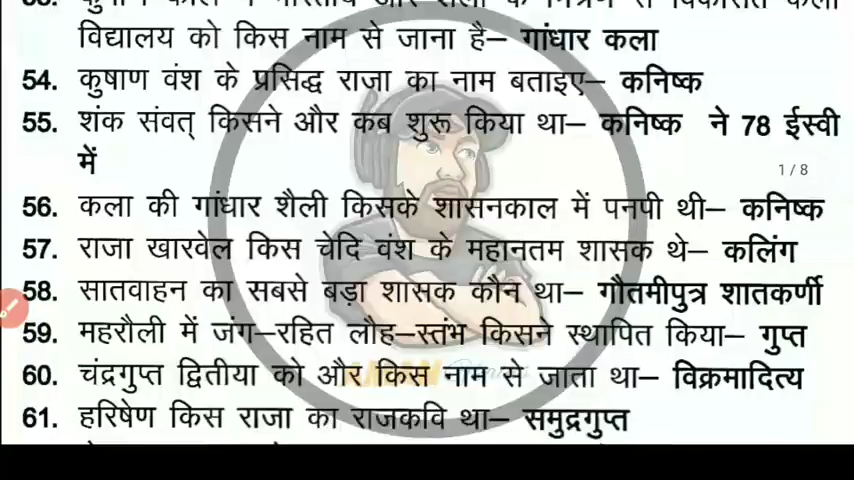 विद्यालय को किस नाम से जाना है– गांधार कला
54. कुषाण वंश के प्रसिद्ध राजा का नाम बताइए– कनिष्क
55. शंक संवत् किसने और कब शुरू किया था– कनिष्क ने 78 ईस्वी
में
1 / 8
56. कला की गांधार शैली किसके शासनकाल में पनपी थी– कनिष्क
57. राजा खारवेल किस चेदि वंश के महानतम शासक थे– कलिंग
58. सातवाहन का सबसे बड़ा शासक कौन था– गौतमीपुत्र शातकर्णी
59. महरौली में जंग–रहित लौह–स्तंभ किसने स्थापित किया– गुप्त
60. चंद्रगुप्त द्वितीया को और किस नाम से जाता था– विक्रमादित्य
61. हरिषेण किस राजा का राजकवि था– समुद्रगुप्त